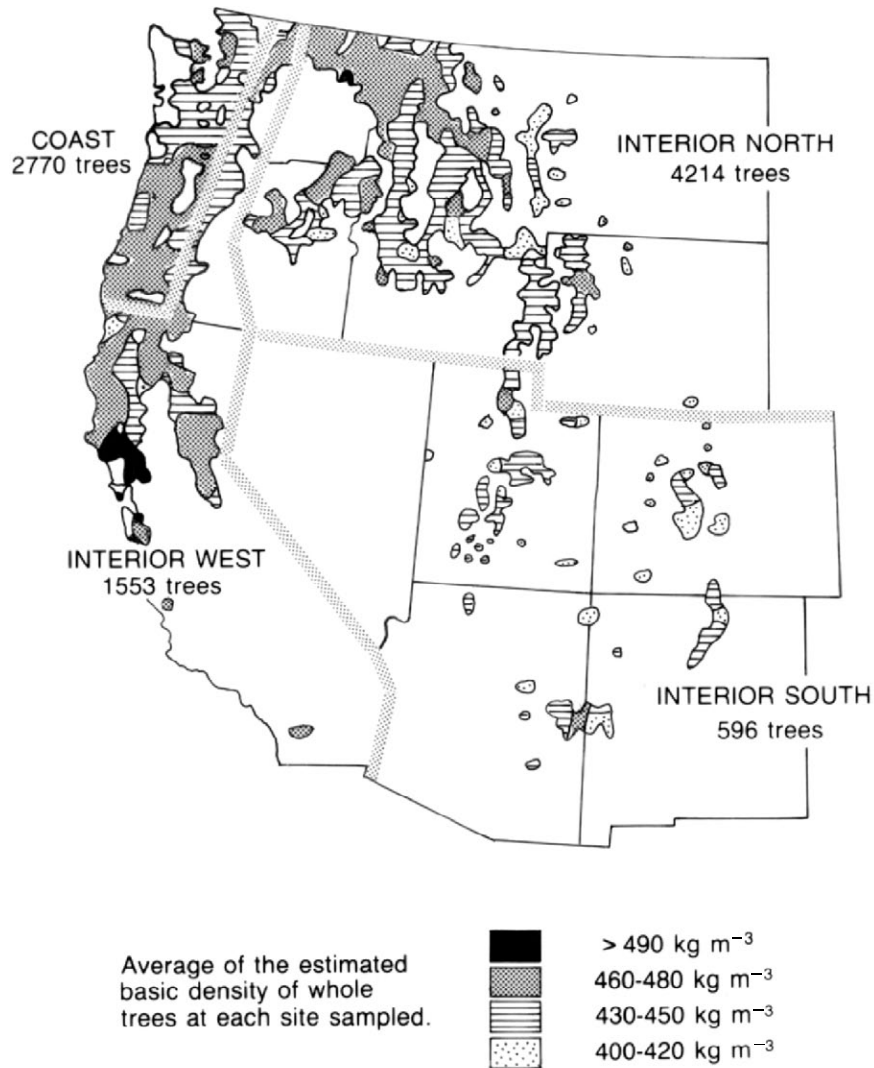 COAST
2770 trees
INTERIOR NORTH
4214 trees
INTERIOR WEST
1553 trees
INTERIOR SOUTH
596 trees
Average of the estimated
basic density of whole
trees at each site sampled.
> 490 kg m⁻³
460-480 kg m⁻³
430-450 kg m⁻³
400-420 kg m⁻³